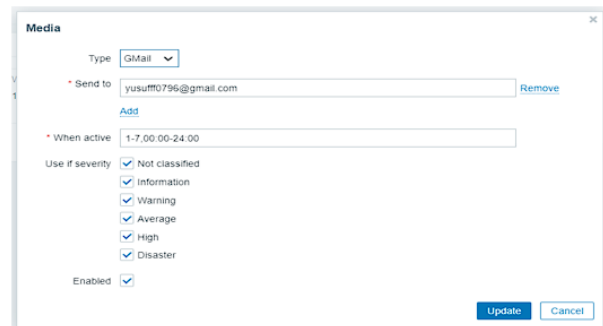 Media
Type GMail
* Send to yusufff0796@gmail.com Remove
Add
* When active 1-7,00:00-24:00
Use if severity Not classified
Information
Warning
Average
High
Disaster
Enabled
Update Cancel